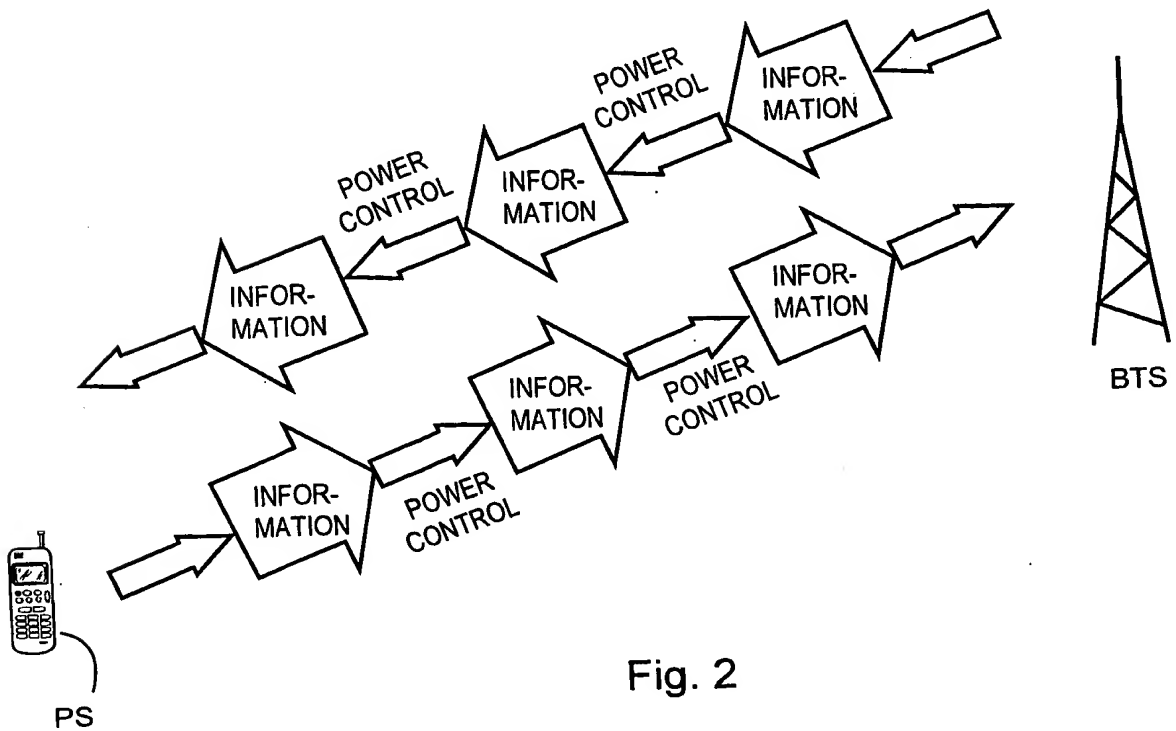 POWER
CONTROL
INFOR-
MATION
POWER
CONTROL
INFOR-
MATION
INFOR-
MATION
INFOR-
MATION
POWER
CONTROL
INFOR-
MATION
BTS
POWER
CONTROL
INFOR-
MATION
Fig. 2
PS